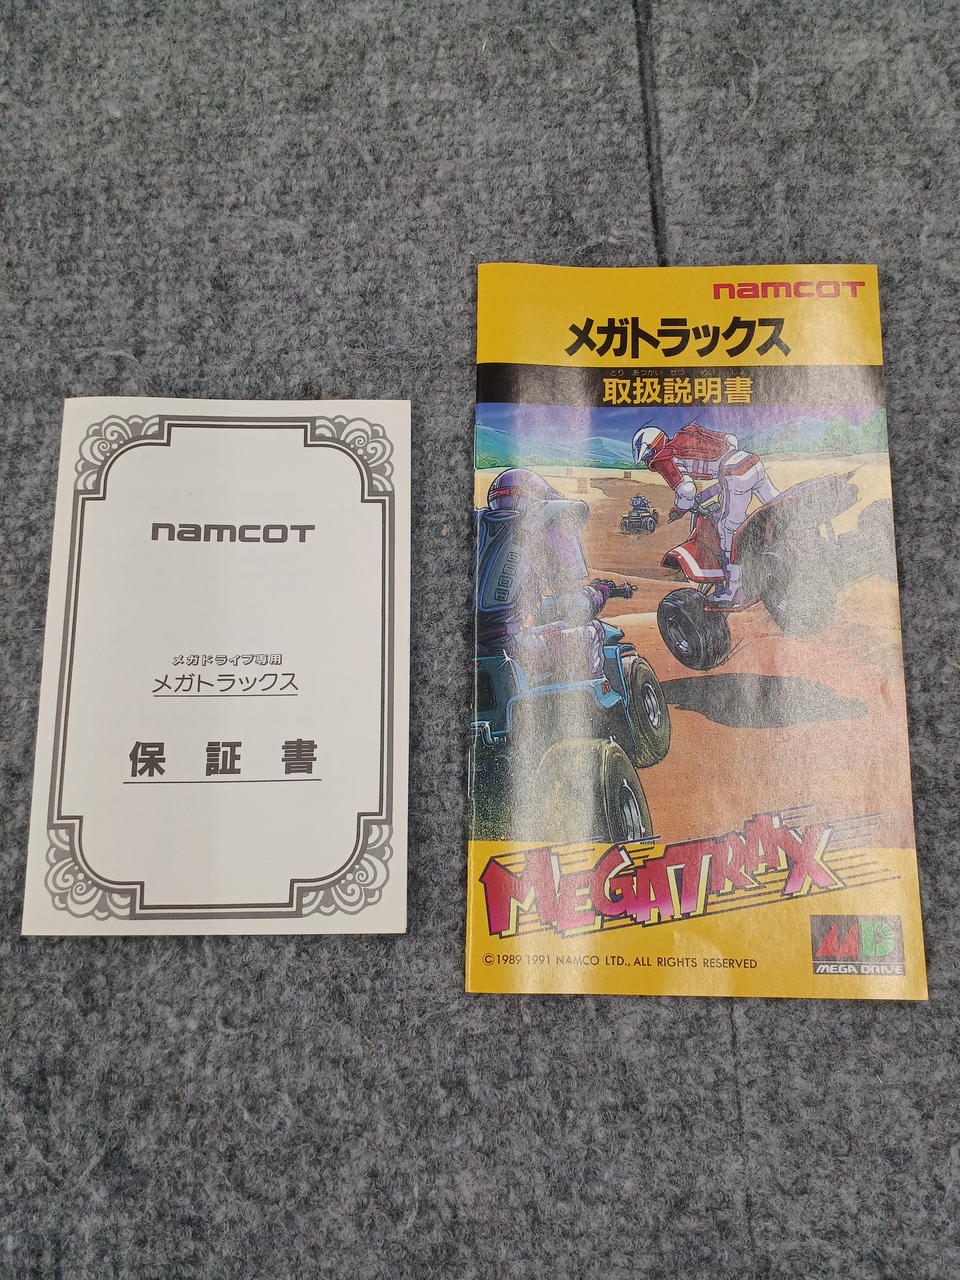 namcot
メガドライブ専用
メガトラックス
保証書
namcot
メガトラックス
とり あつかい せつ めい しょ
取扱説明書
MEGATRAX
©1989 1991 NAMCO LTD., ALL RIGHTS RESERVED
MD
MEGA DRIVE